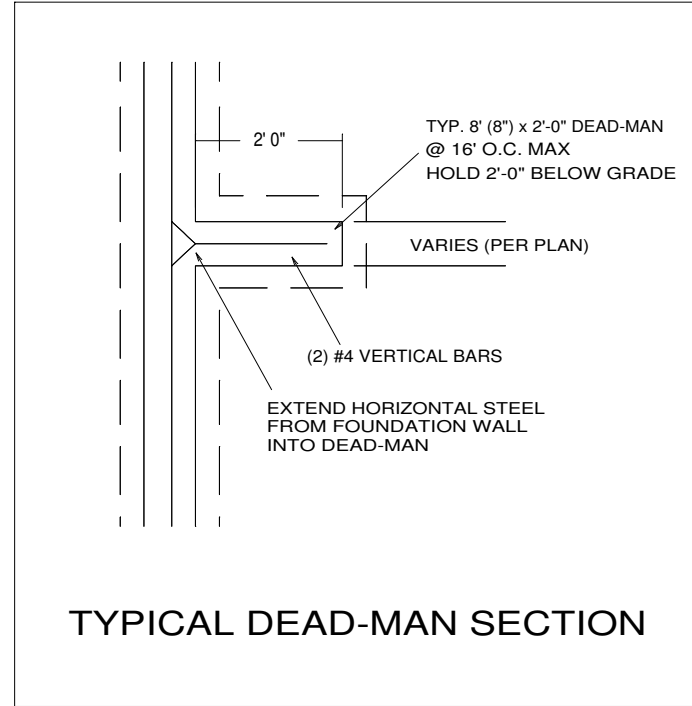 2' 0"
TYP. 8' (8") x 2'-0" DEAD-MAN
@ 16' O.C. MAX
HOLD 2'-0" BELOW GRADE
VARIES (PER PLAN)
(2) #4 VERTICAL BARS
EXTEND HORIZONTAL STEEL
FROM FOUNDATION WALL
INTO DEAD-MAN
TYPICAL DEAD-MAN SECTION